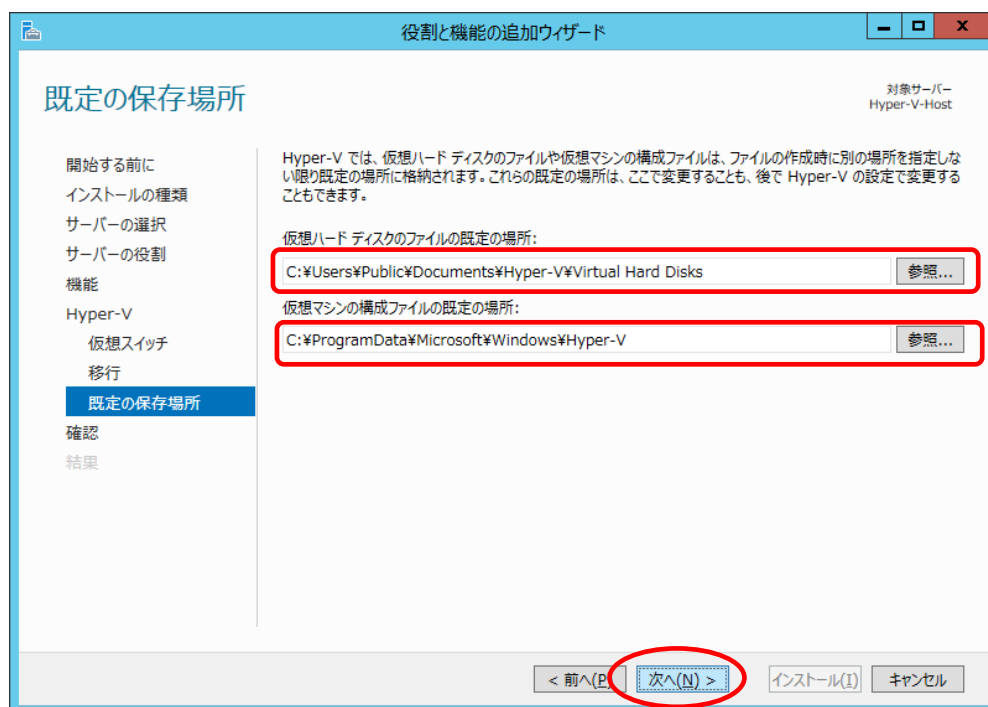 役割と機能の追加ウィザード
既定の保存場所
対象サーバー
Hyper-V-Host
開始する前に
インストールの種類
サーバーの選択
サーバーの役割
機能
Hyper-V
仮想スイッチ
移行
既定の保存場所
確認
結果
Hyper-V では、仮想ハード ディスクのファイルや仮想マシンの構成ファイルは、ファイルの作成時に別の場所を指定しな
い限り既定の場所に格納されます。これらの既定の場所は、ここで変更することも、後で Hyper-V の設定で変更する
こともできます。
仮想ハード ディスクのファイルの既定の場所:
C:¥Users¥Public¥Documents¥Hyper-V¥Virtual Hard Disks
参照...
仮想マシンの構成ファイルの既定の場所:
C:¥ProgramData¥Microsoft¥Windows¥Hyper-V
参照...
< 前へ(P)
次へ(N) >
インストール(I)
キャンセル